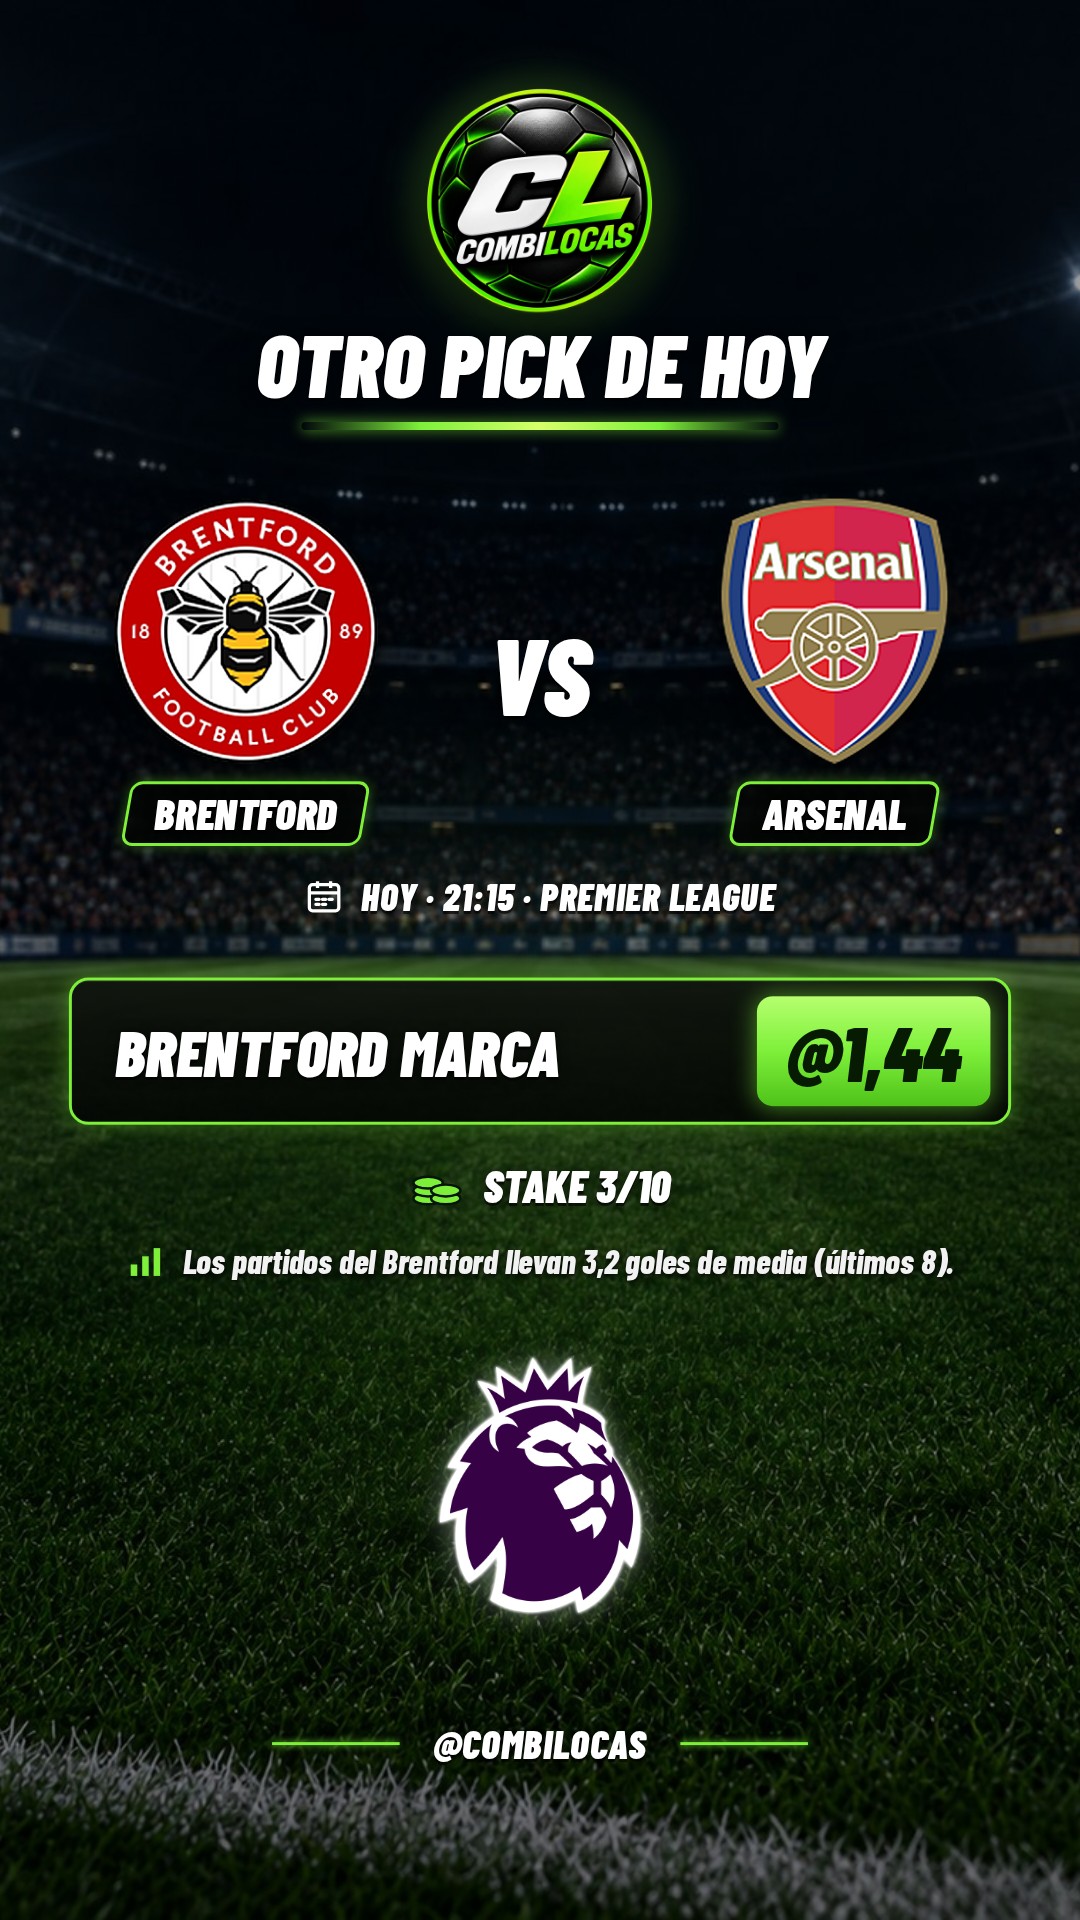 CL
COMBILOCAS
OTRO PICK DE HOY
BRENTFORD
18 89
FOOTBALL CLUB
Arsenal
VS
BRENTFORD
ARSENAL
HOY · 21:15 · PREMIER LEAGUE
BRENTFORD MARCA
@1,44
STAKE 3/10
Los partidos del Brentford llevan 3,2 goles de media (últimos 8).
@COMBILOCAS